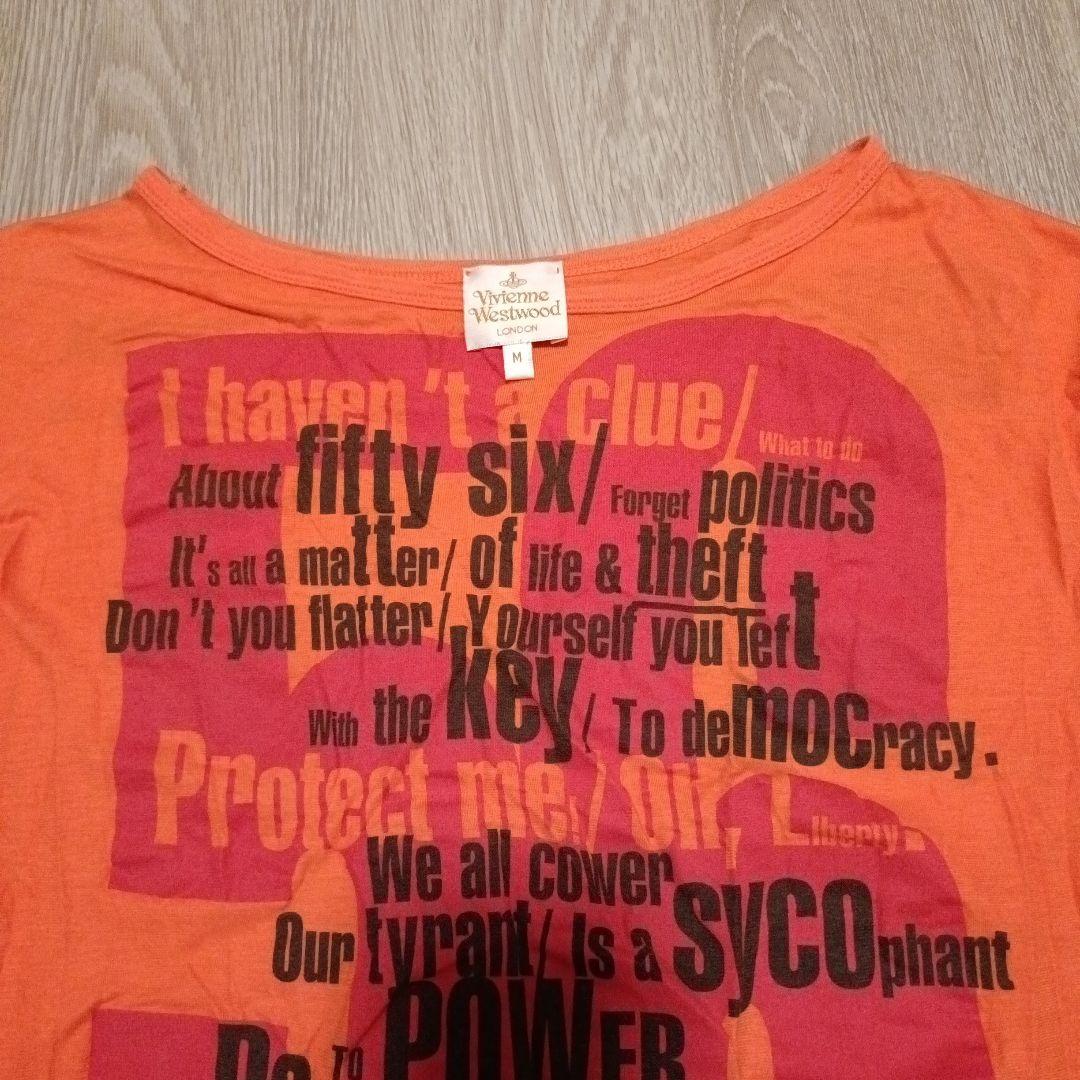 Vivienne
Westwood
LONDON
M
I haven't a clue/ What to do
About fifty six/ Forget politics
It's all a matter/ of life & theft
Don't you flatter/ Yourself you left
With the key/ To deMOCracy.
Protect me!/ Oh, Liberty.
We all cower
Our tyrant/ Is a SYCOphant
To POWER